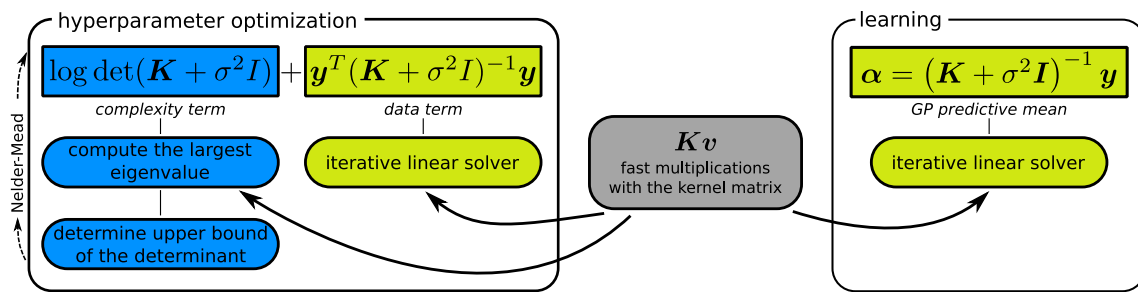 hyperparameter optimization
log det(K + σ²I) + yᵀ(K + σ²I)⁻¹y
complexity term
data term
compute the largest
eigenvalue
iterative linear solver
determine upper bound
of the determinant
Nelder-Mead
Kv
fast multiplications
with the kernel matrix
learning
α = (K + σ²I)⁻¹ y
GP predictive mean
iterative linear solver